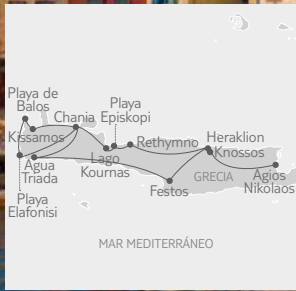 Playa de
Balos
Kissamos
Chania
Playa
Episkopi
Rethymno
Heraklion
Knossos
Lago
Kournas
Agua
Triada
Playa
Elafonisi
Festos
GRECIA
Agios
Nikolaos
MAR MEDITERRÁNEO